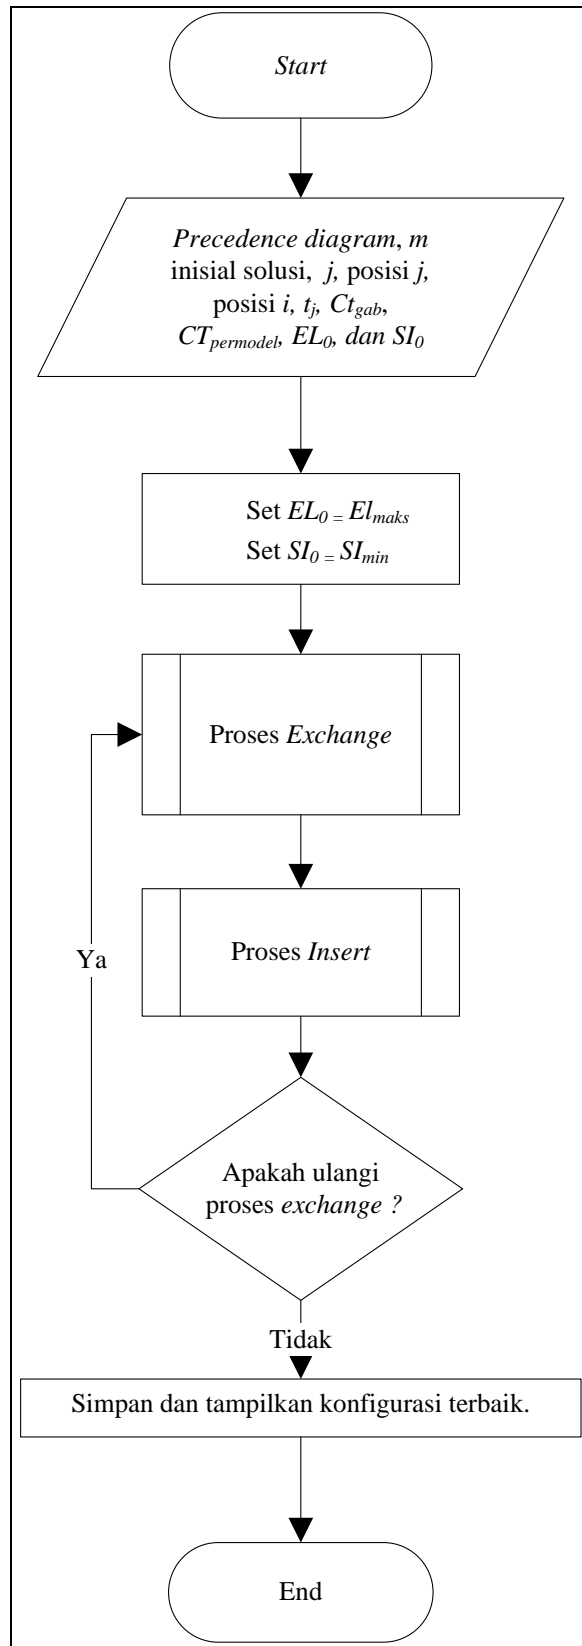 Start
Precedence diagram, m
inisial solusi, j, posisi j,
posisi i, tj, Ctgab,
CTpermodel, EL0, dan SI0
Set EL0 = Elmaks
Set SI0 = SImin
Proses Exchange
Proses Insert
Ya
Apakah ulangi
proses exchange ?
Tidak
Simpan dan tampilkan konfigurasi terbaik.
End